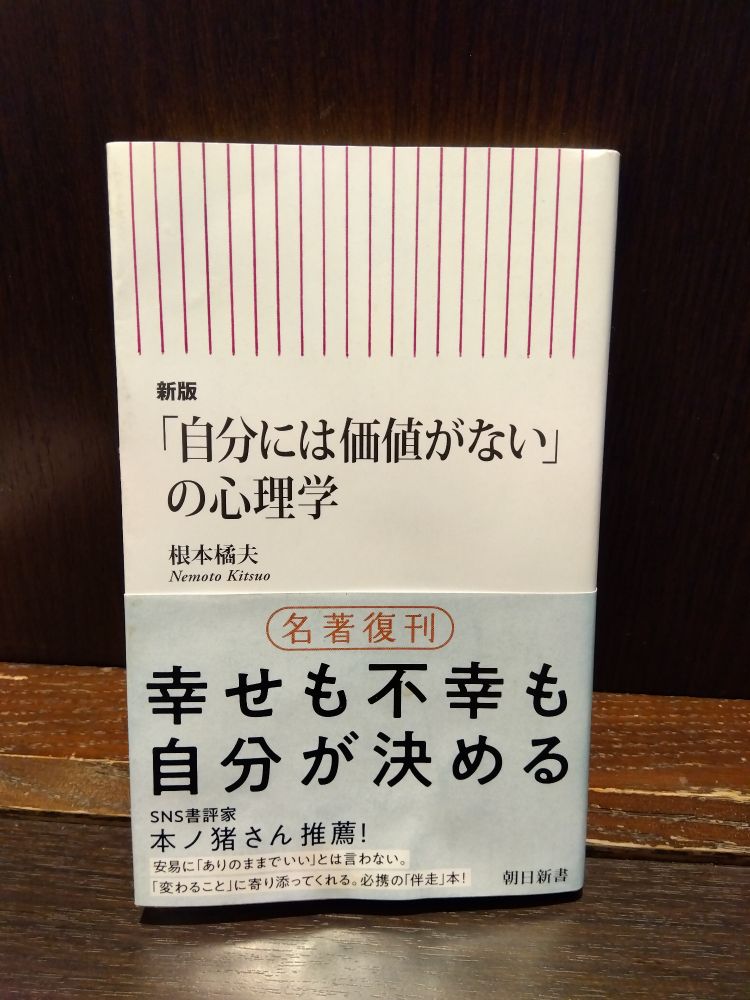 新版
「自分には価値がない」
の心理学
根本橘夫
Nemoto Kitsuo
名著復刊
幸せも不幸も
自分が決める
SNS書評家
本ノ猪さん推薦!
安易に「ありのままでいい」とは言わない。
「変わること」に寄り添ってくれる。必携の「伴走」本!
朝日新書